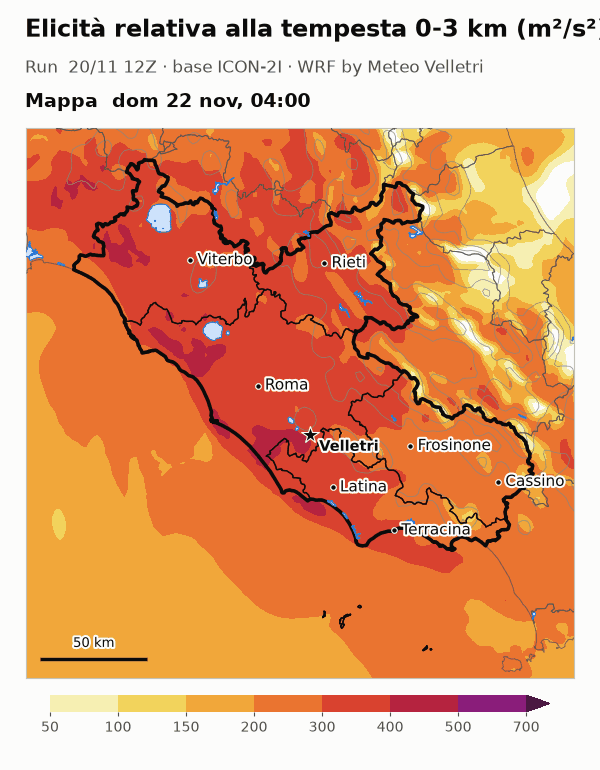 Elicità relativa alla tempesta 0-3 km (m²/s²)
Run  20/11 12Z · base ICON-2I · WRF by Meteo Velletri
Mappa  dom 22 nov, 04:00
Viterbo
Rieti
Roma
Velletri
Frosinone
Cassino
Latina
Terracina
50 km
50 100 150 200 300 400 500 700